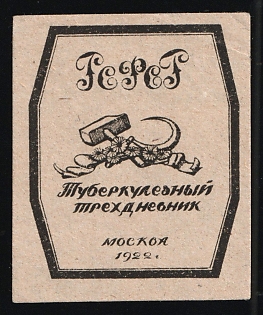 РСФСР
Туберкулезный
трехдневник
МОСКВА
1922 г.